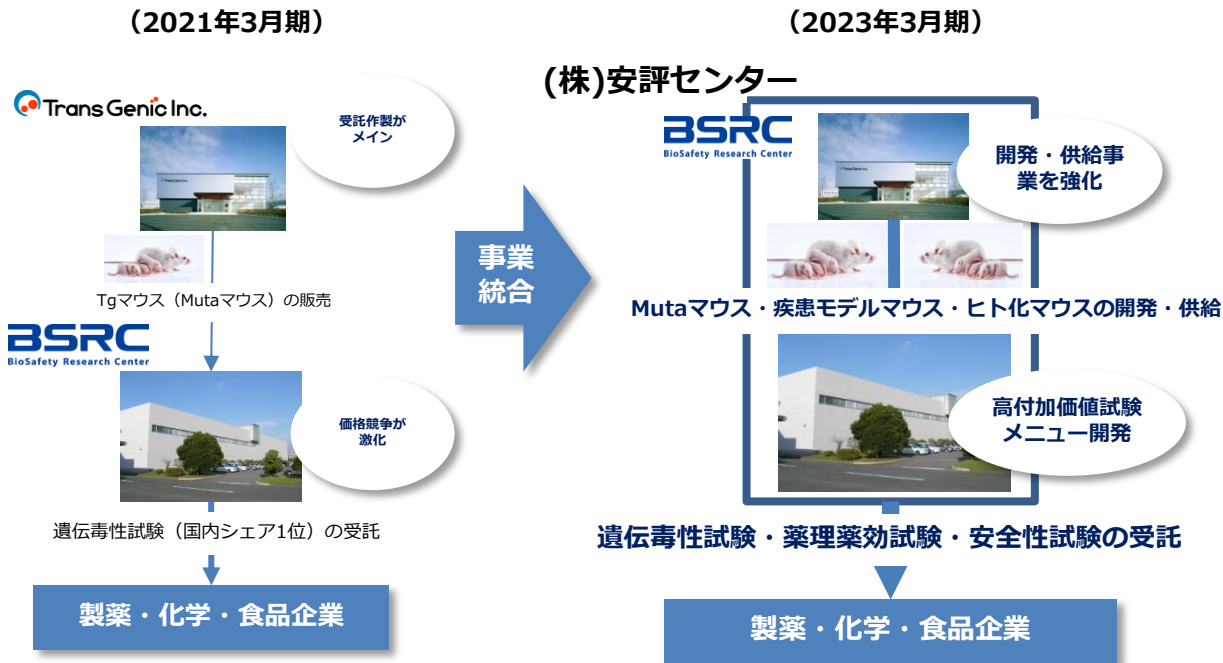 （2021年3月期）
Trans Genic Inc.
受託作製が
メイン
Tgマウス（Mutaマウス）の販売
BSRC
BioSafety Research Center
価格競争が
激化
遺伝毒性試験（国内シェア1位）の受託
製薬・化学・食品企業
事業
統合
（2023年3月期）
(株)安評センター
BSRC
BioSafety Research Center
開発・供給事
業を強化
Mutaマウス・疾患モデルマウス・ヒト化マウスの開発・供給
高付加価値試験
メニュー開発
遺伝毒性試験・薬理薬効試験・安全性試験の受託
製薬・化学・食品企業